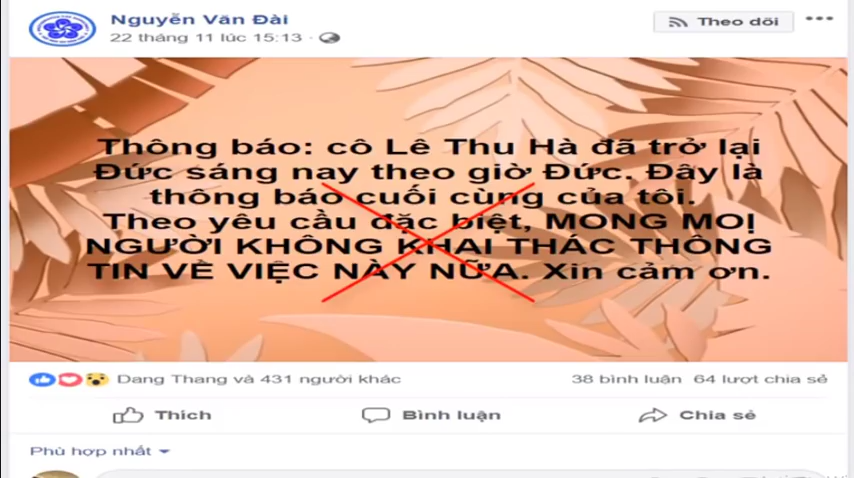 Nguyễn Văn Đài
22 tháng 11 lúc 15:13 ·
Theo dõi
Thông báo: cô Lê Thu Hà đã trở lại
Đức sáng nay theo giờ Đức. Đây là
thông báo cuối cùng của tôi.
Theo yêu cầu đặc biệt, MONG MOỊ
NGƯỜI KHÔNG KHAI THÁC THÔNG
TIN VỀ VIỆC NÀY NỮA. Xin cảm ơn.
Dang Thang và 431 người khác
38 bình luận 64 lượt chia sẻ
Thích
Bình luận
Chia sẻ
Phù hợp nhất